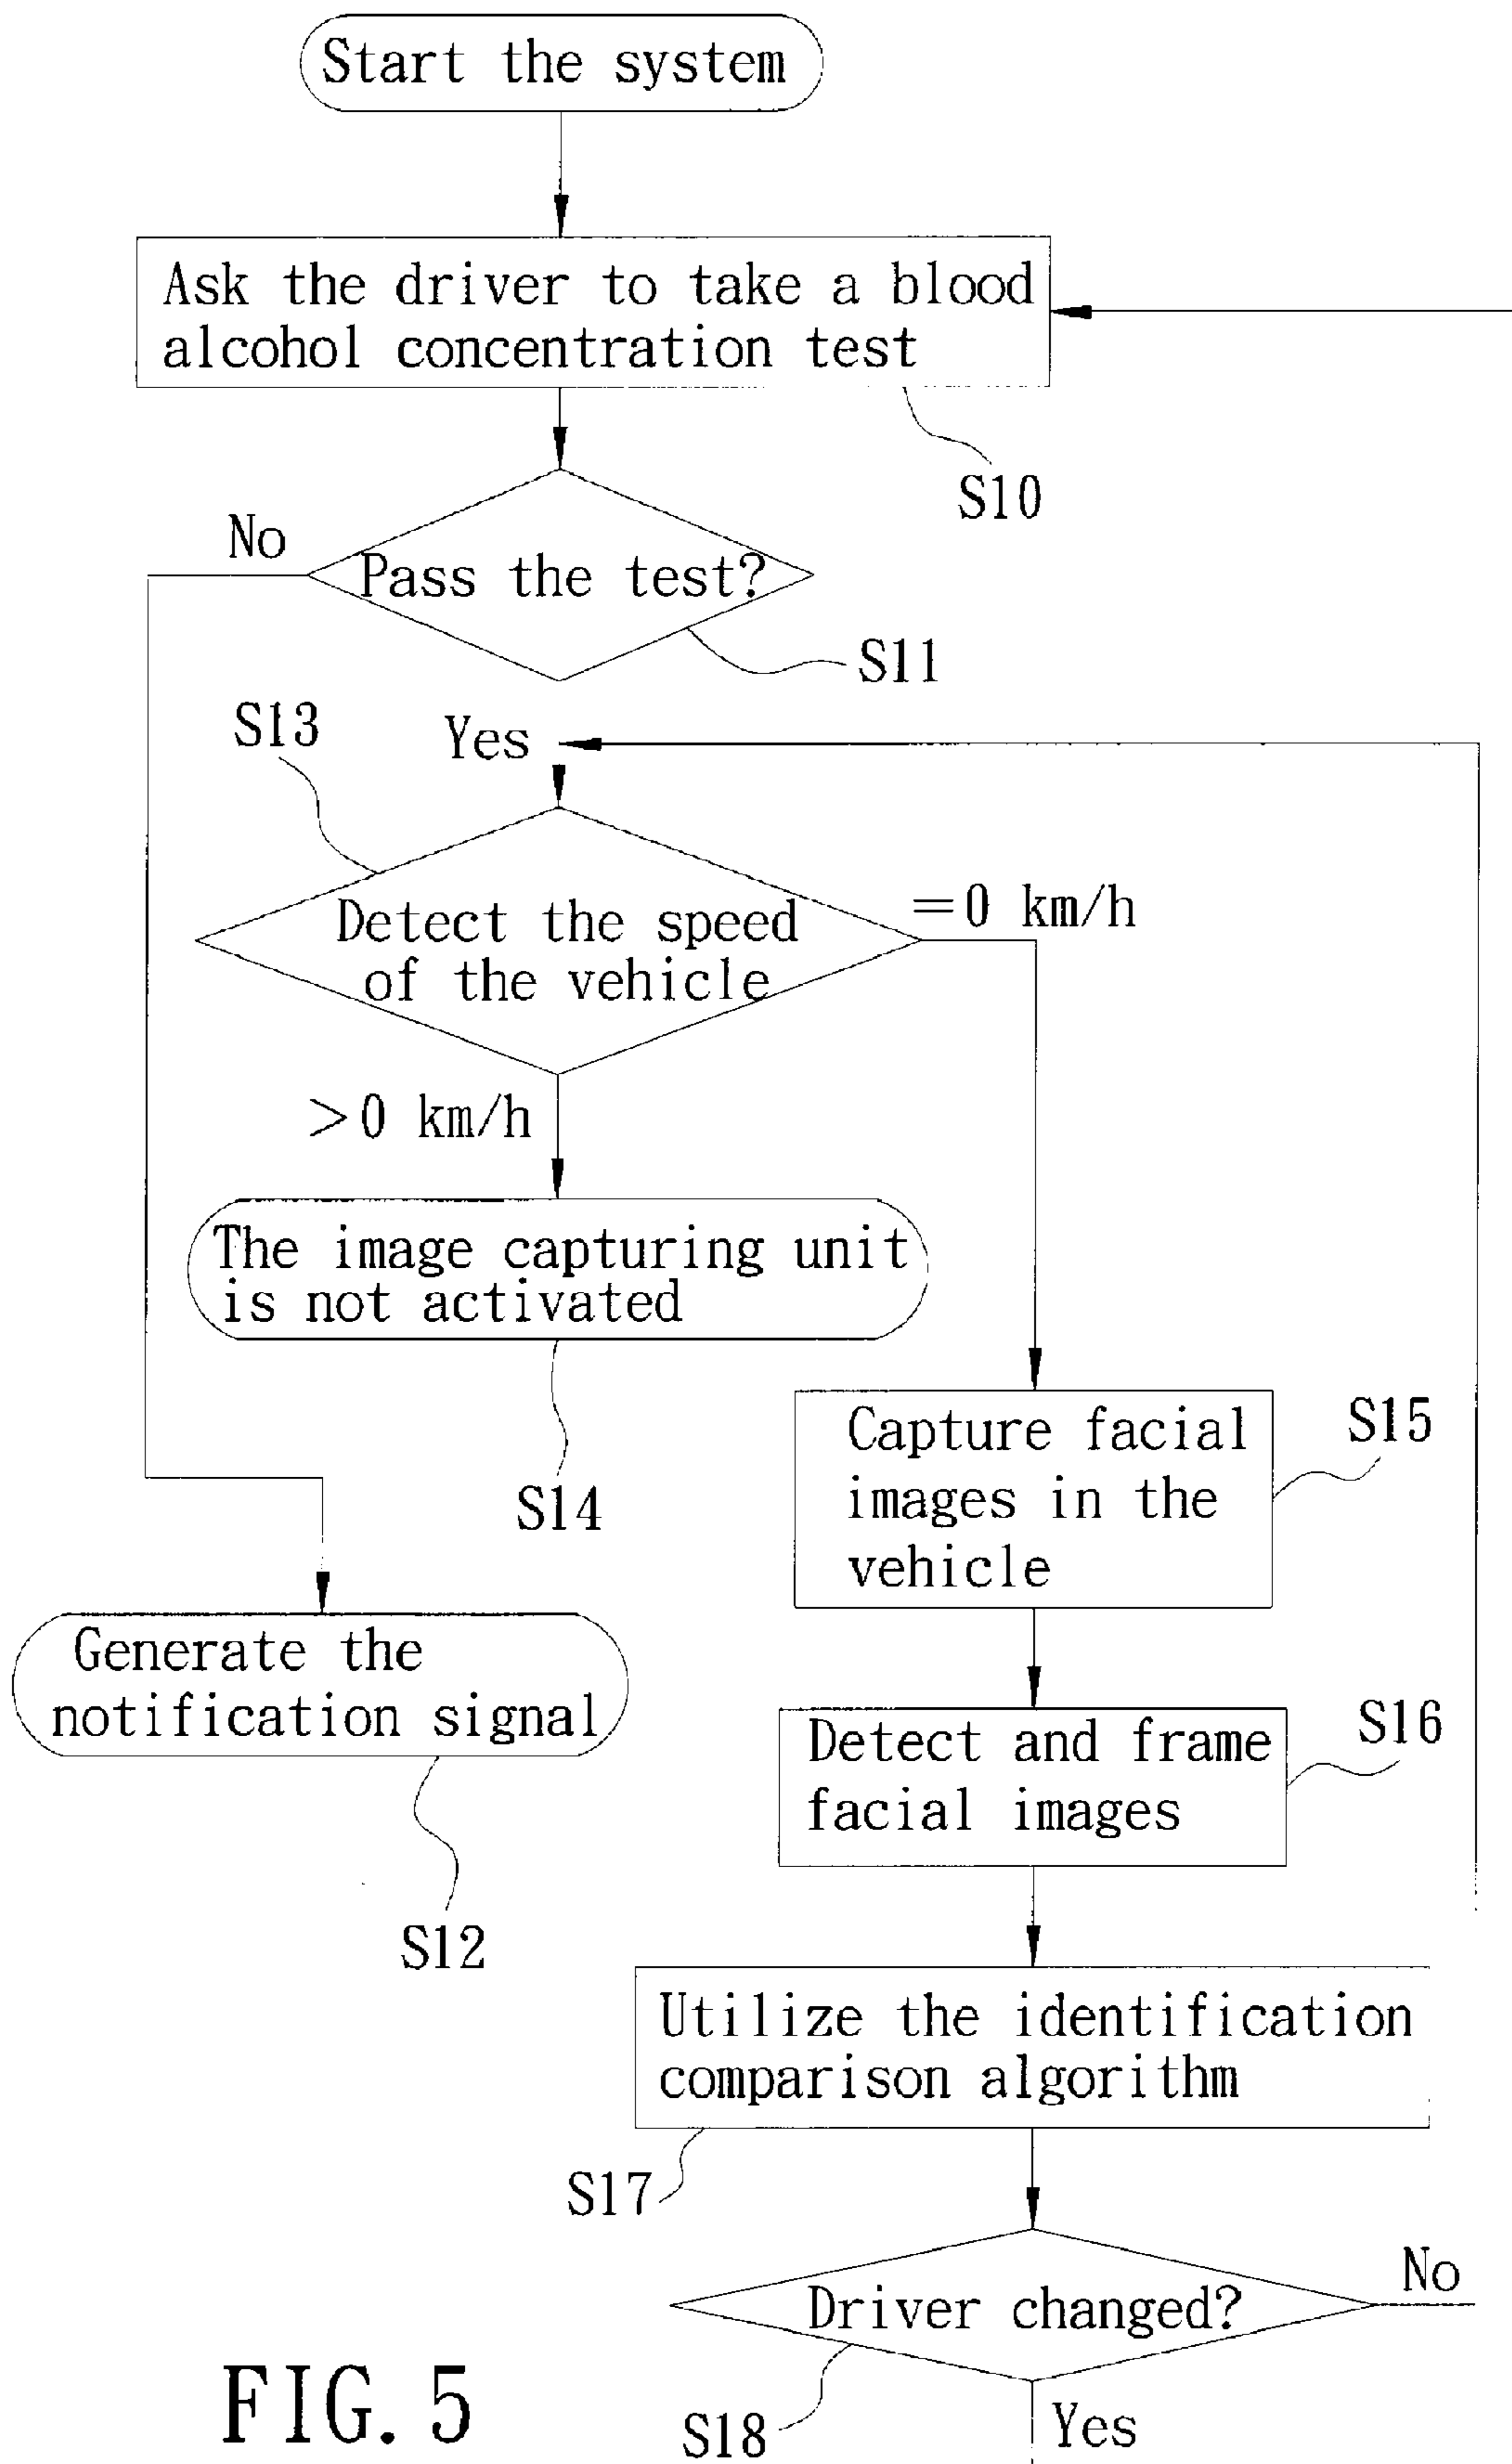 Start the system
Ask the driver to take a blood
alcohol concentration test
S10
No
Pass the test?
S11
S13
Yes
Detect the speed
of the vehicle
=0 km/h
>0 km/h
The image capturing unit
is not activated
S14
Capture facial
images in the
vehicle
S15
Generate the
notification signal
S12
Detect and frame
facial images
S16
Utilize the identification
comparison algorithm
S17
Driver changed?
No
S18
Yes
FIG. 5